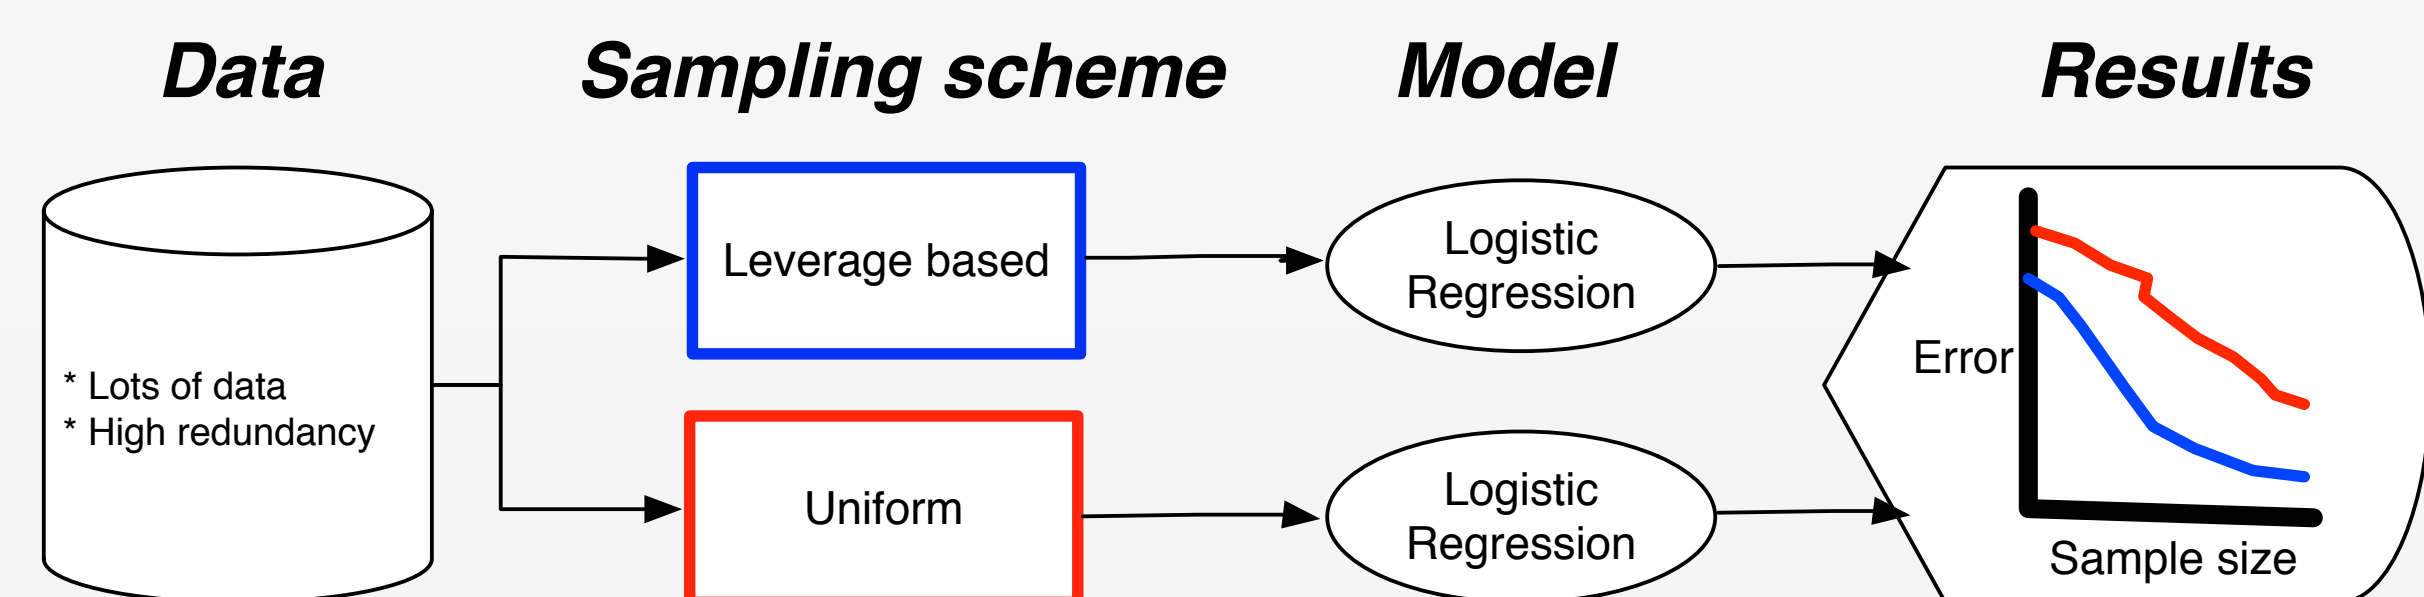 Data
Sampling scheme
Model
Results
* Lots of data
* High redundancy
Leverage based
Uniform
Logistic
Regression
Logistic
Regression
Error
Sample size